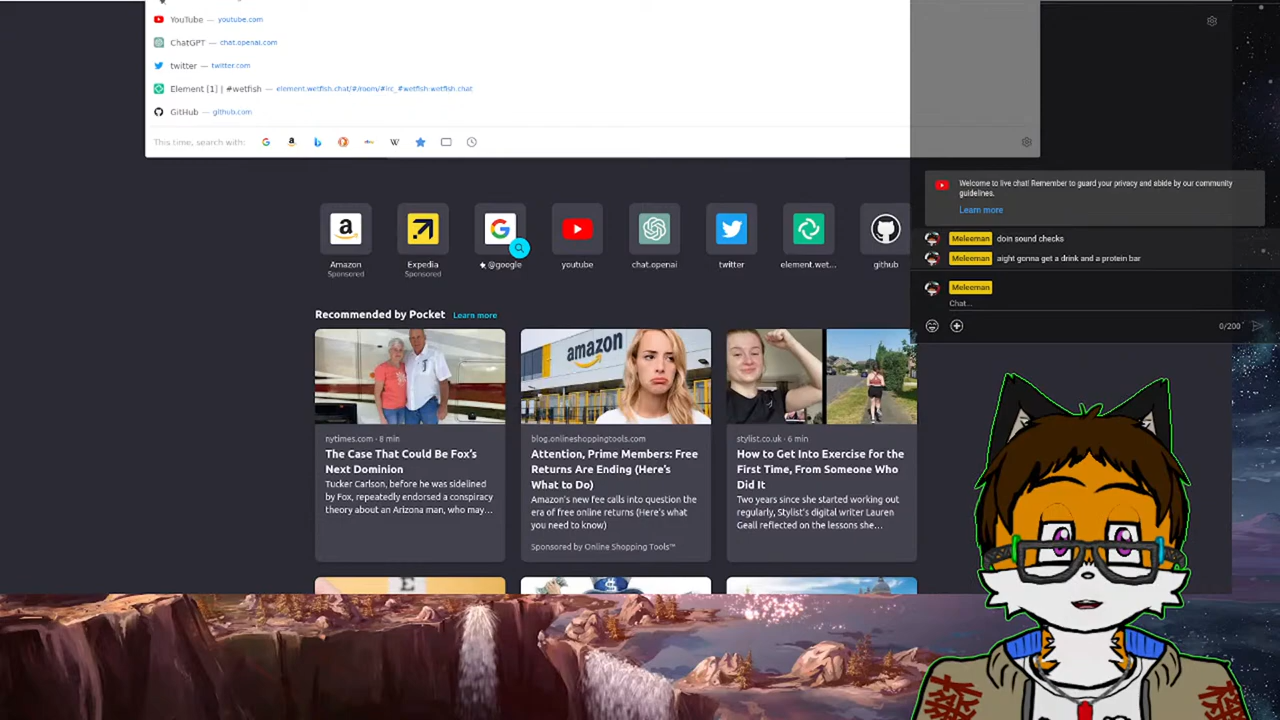 YouTube — youtube.com
ChatGPT — chat.openai.com
twitter — twitter.com
Element [1] | #wetfish — element.wetfish.chat/#/room/#irc_#wetfish:wetfish.chat
GitHub — github.com
This time, search with:
Amazon
Sponsored
Expedia
Sponsored
@google
youtube
chat.openai
twitter
element.wet...
github
Recommended by Pocket Learn more
amazon
nytimes.com · 8 min
The Case That Could Be Fox's
Next Dominion
Tucker Carlson, before he was sidelined
by Fox, repeatedly endorsed a conspiracy
theory about an Arizona man, who may…
blog.onlineshoppingtools.com
Attention, Prime Members: Free
Returns Are Ending (Here's
What to Do)
Amazon's new fee calls into question the
era of free online returns (Here's what
you need to know)
Sponsored by Online Shopping Tools™
stylist.co.uk · 6 min
How to Get Into Exercise for the
First Time, From Someone Who
Did It
Two years since she started working out
regularly, Stylist's digital writer Lauren
Geall reflected on the lessons she…
Welcome to live chat! Remember to guard your privacy and abide by our community
guidelines.
Learn more
Meleeman doin sound checks
Meleeman aight gonna get a drink and a protein bar
Meleeman
Chat...
0/200